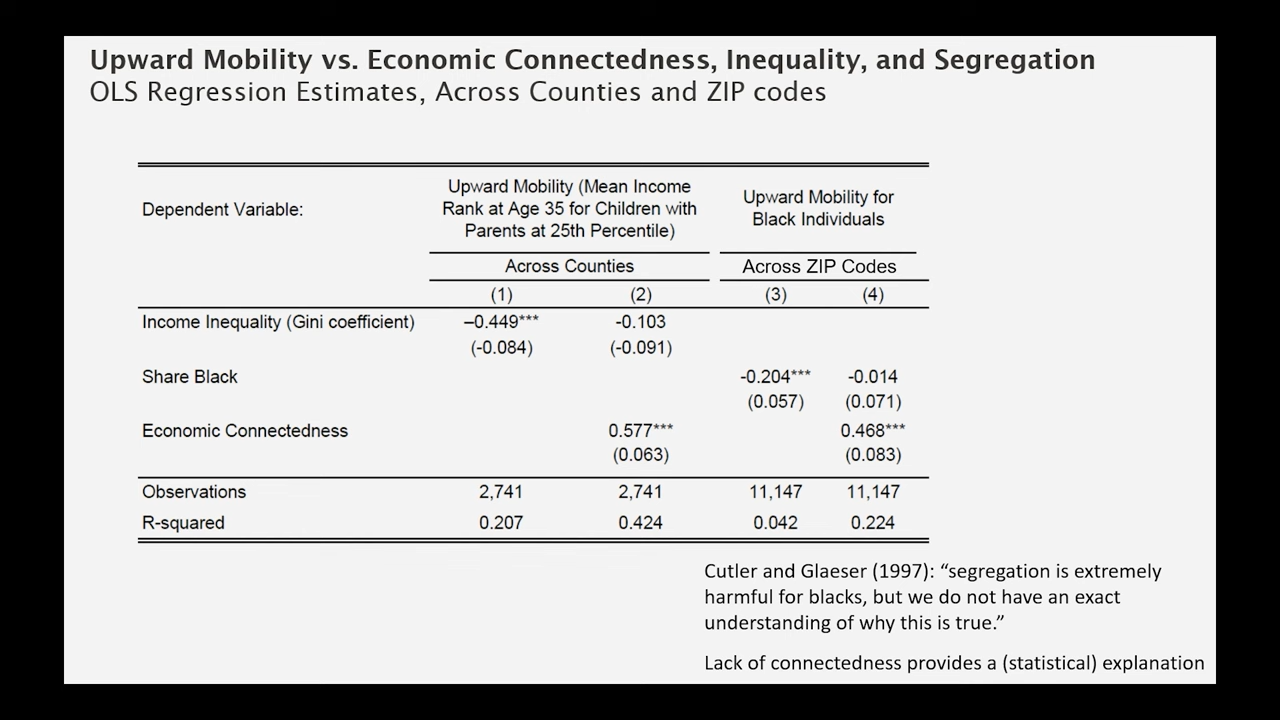 Upward Mobility vs. Economic Connectedness, Inequality, and Segregation
OLS Regression Estimates, Across Counties and ZIP codes
Dependent Variable:
Upward Mobility (Mean Income
Rank at Age 35 for Children with
Parents at 25th Percentile)
Upward Mobility for
Black Individuals
Across Counties
Across ZIP Codes
(1) (2) (3) (4)
Income Inequality (Gini coefficient) –0.449*** -0.103
(-0.084) (-0.091)
Share Black -0.204*** -0.014
(0.057) (0.071)
Economic Connectedness 0.577*** 0.468***
(0.063) (0.083)
Observations 2,741 2,741 11,147 11,147
R-squared 0.207 0.424 0.042 0.224
Cutler and Glaeser (1997): “segregation is extremely
harmful for blacks, but we do not have an exact
understanding of why this is true.”
Lack of connectedness provides a (statistical) explanation